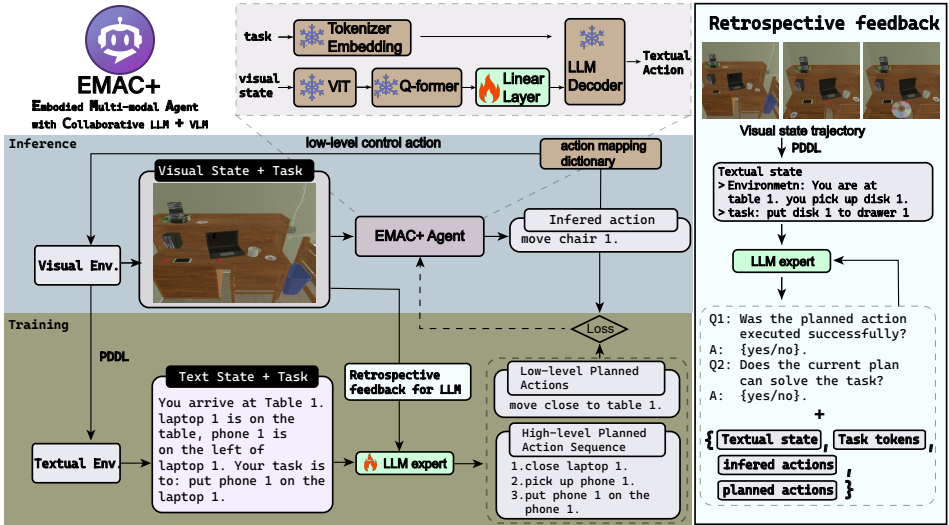 EMAC+
Embodied Multi-modal Agent
with Collaborative LLM + VLM
task
Tokenizer
Embedding
visual
state
VIT
Q-former
Linear
Layer
LLM
Decoder
Textual
Action
Inference
low-level control action
action mapping
dictionary
Visual State + Task
Visual Env.
EMAC+ Agent
Infered action
move chair 1.
Training
Loss
PDDL
Text State + Task
You arrive at Table 1.
laptop 1 is on the
table, phone 1 is
on the left of
laptop 1. Your task is
to: put phone 1 on the
laptop 1.
Textual Env.
Retrospective
feedback for LLM
LLM expert
Low-level Planned
Actions
move close to table 1.
High-level Planned
Action Sequence
1.close laptop 1.
2.pick up phone 1.
3.put phone 1 on the
phone 1.
Retrospective feedback
Visual state trajectory
PDDL
Textual state
> Environmetn: You are at
table 1. you pick up disk 1.
> task: put disk 1 to drawer 1
LLM expert
Q1: Was the planned action
executed successfully?
A: {yes/no}.
Q2: Does the current plan
can solve the task?
A: {yes/no}.
+
{ Textual state , Task tokens ,
infered actions ,
planned actions }